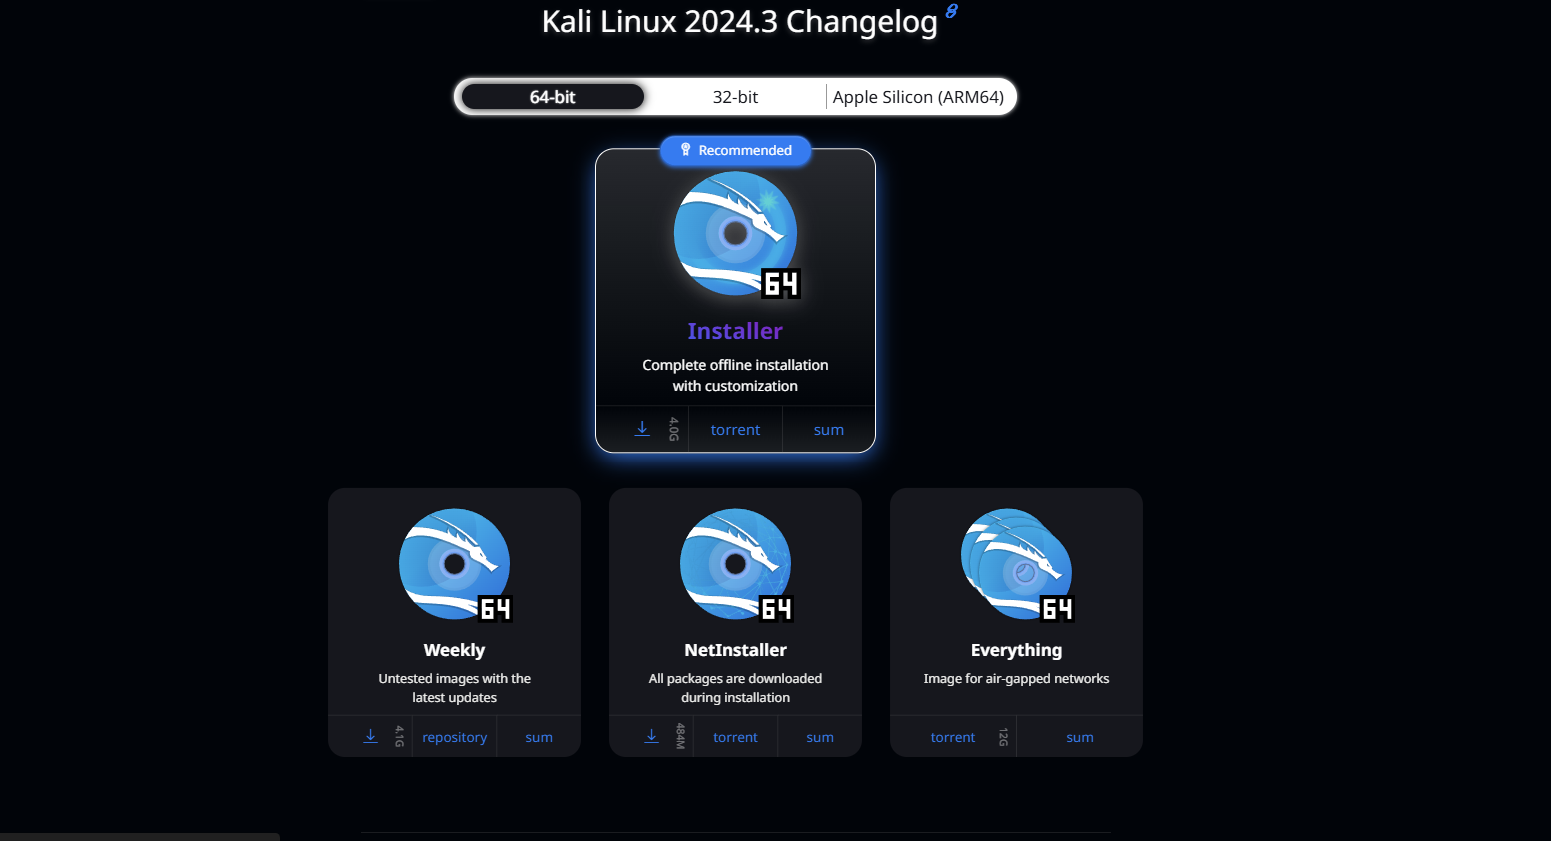 Kali Linux 2024.3 Changelog
64-bit
32-bit
Apple Silicon (ARM64)
Recommended
64
Installer
Complete offline installation
with customization
4.0G
torrent
sum
64
Weekly
Untested images with the
latest updates
4.1G
repository
sum
64
NetInstaller
All packages are downloaded
during installation
484M
torrent
sum
64
Everything
Image for air-gapped networks
torrent
12G
sum